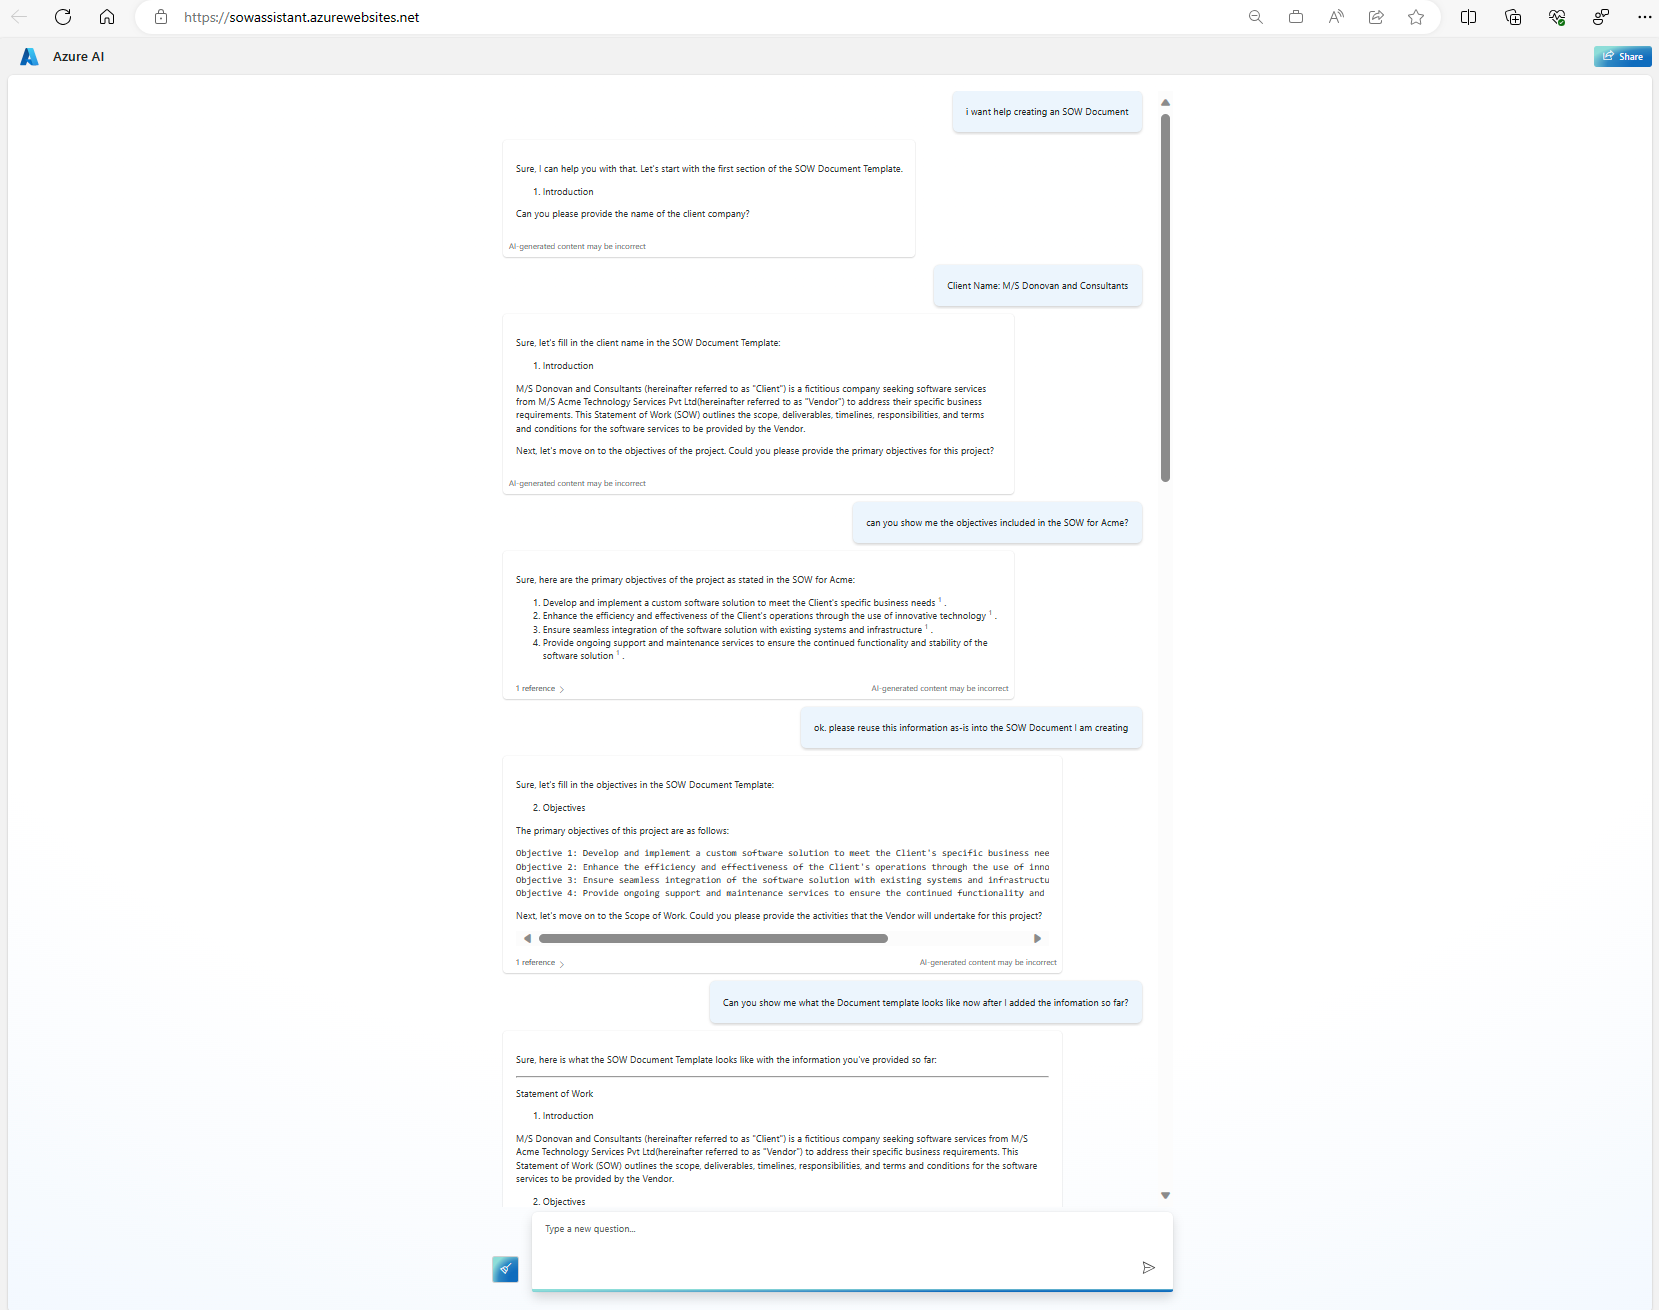 https://sowassistant.azurewebsites.net
Azure AI
Share
i want help creating an SOW Document
Sure, I can help you with that. Let's start with the first section of the SOW Document Template.
1. Introduction
Can you please provide the name of the client company?
AI-generated content may be incorrect
Client Name: M/S Donovan and Consultants
Sure, let's fill in the client name in the SOW Document Template:
1. Introduction
M/S Donovan and Consultants (hereinafter referred to as "Client") is a fictitious company seeking software services
from M/S Acme Technology Services Pvt Ltd(hereinafter referred to as "Vendor") to address their specific business
requirements. This Statement of Work (SOW) outlines the scope, deliverables, timelines, responsibilities, and terms
and conditions for the software services to be provided by the Vendor.
Next, let's move on to the objectives of the project. Could you please provide the primary objectives for this project?
AI-generated content may be incorrect
can you show me the objectives included in the SOW for Acme?
Sure, here are the primary objectives of the project as stated in the SOW for Acme:
1. Develop and implement a custom software solution to meet the Client's specific business needs 1 .
2. Enhance the efficiency and effectiveness of the Client's operations through the use of innovative technology 1 .
3. Ensure seamless integration of the software solution with existing systems and infrastructure 1 .
4. Provide ongoing support and maintenance services to ensure the continued functionality and stability of the
software solution 1 .
1 reference
AI-generated content may be incorrect
ok. please reuse this information as-is into the SOW Document I am creating
Sure, let's fill in the objectives in the SOW Document Template:
2. Objectives
The primary objectives of this project are as follows:
Objective 1: Develop and implement a custom software solution to meet the Client's specific business nee
Objective 2: Enhance the efficiency and effectiveness of the Client's operations through the use of inno
Objective 3: Ensure seamless integration of the software solution with existing systems and infrastructu
Objective 4: Provide ongoing support and maintenance services to ensure the continued functionality and
Next, let's move on to the Scope of Work. Could you please provide the activities that the Vendor will undertake for this project?
1 reference
AI-generated content may be incorrect
Can you show me what the Document template looks like now after I added the infomation so far?
Sure, here is what the SOW Document Template looks like with the information you've provided so far:
Statement of Work
1. Introduction
M/S Donovan and Consultants (hereinafter referred to as "Client") is a fictitious company seeking software services from M/S
Acme Technology Services Pvt Ltd(hereinafter referred to as "Vendor") to address their specific business requirements. This
Statement of Work (SOW) outlines the scope, deliverables, timelines, responsibilities, and terms and conditions for the software
services to be provided by the Vendor.
2. Objectives
Type a new question...